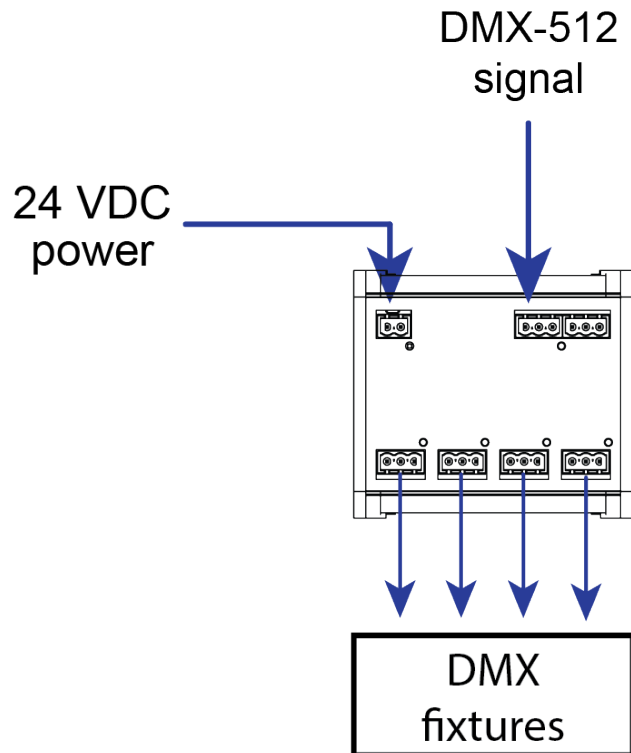 DMX-512
signal
24 VDC
power
DMX
fixtures